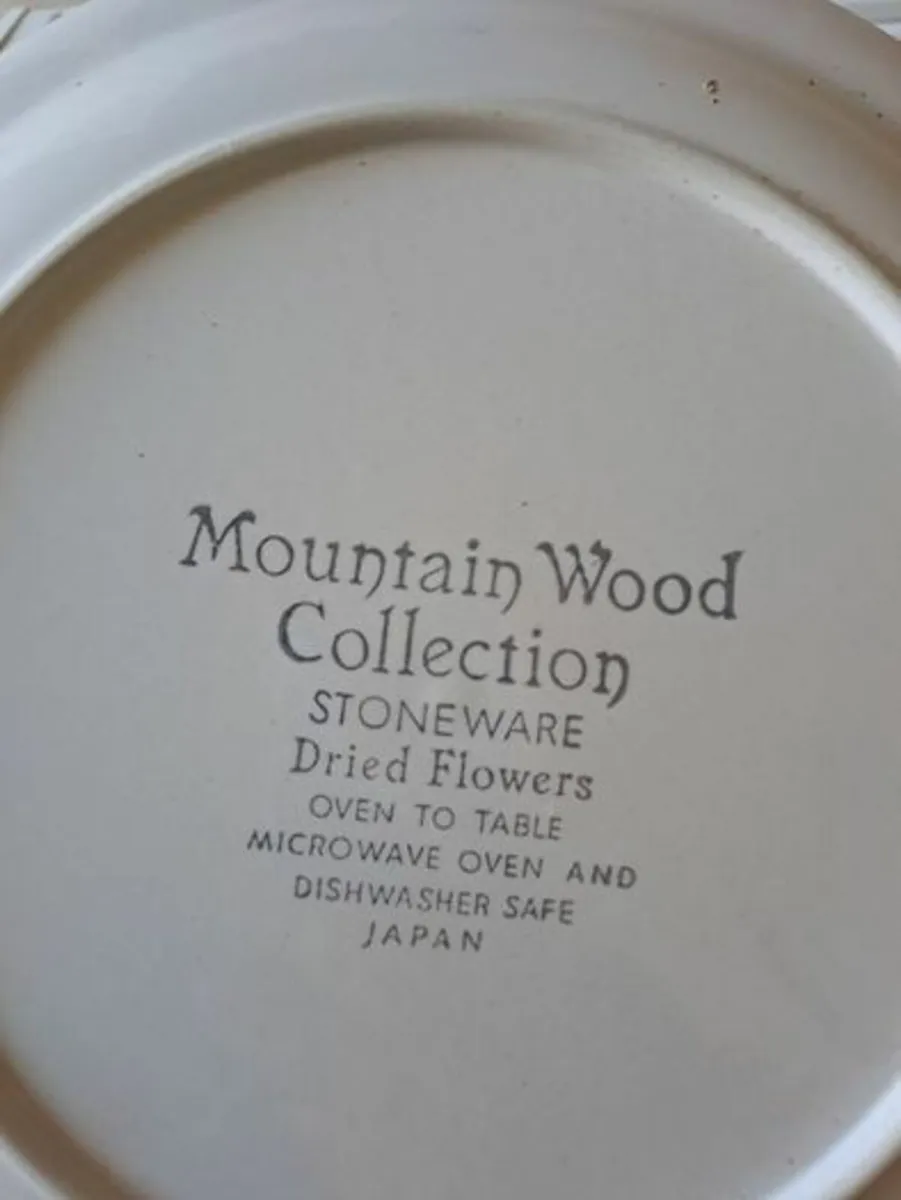 Mountain Wood
Collection
STONEWARE
Dried Flowers
OVEN TO TABLE
MICROWAVE OVEN AND
DISHWASHER SAFE
JAPAN